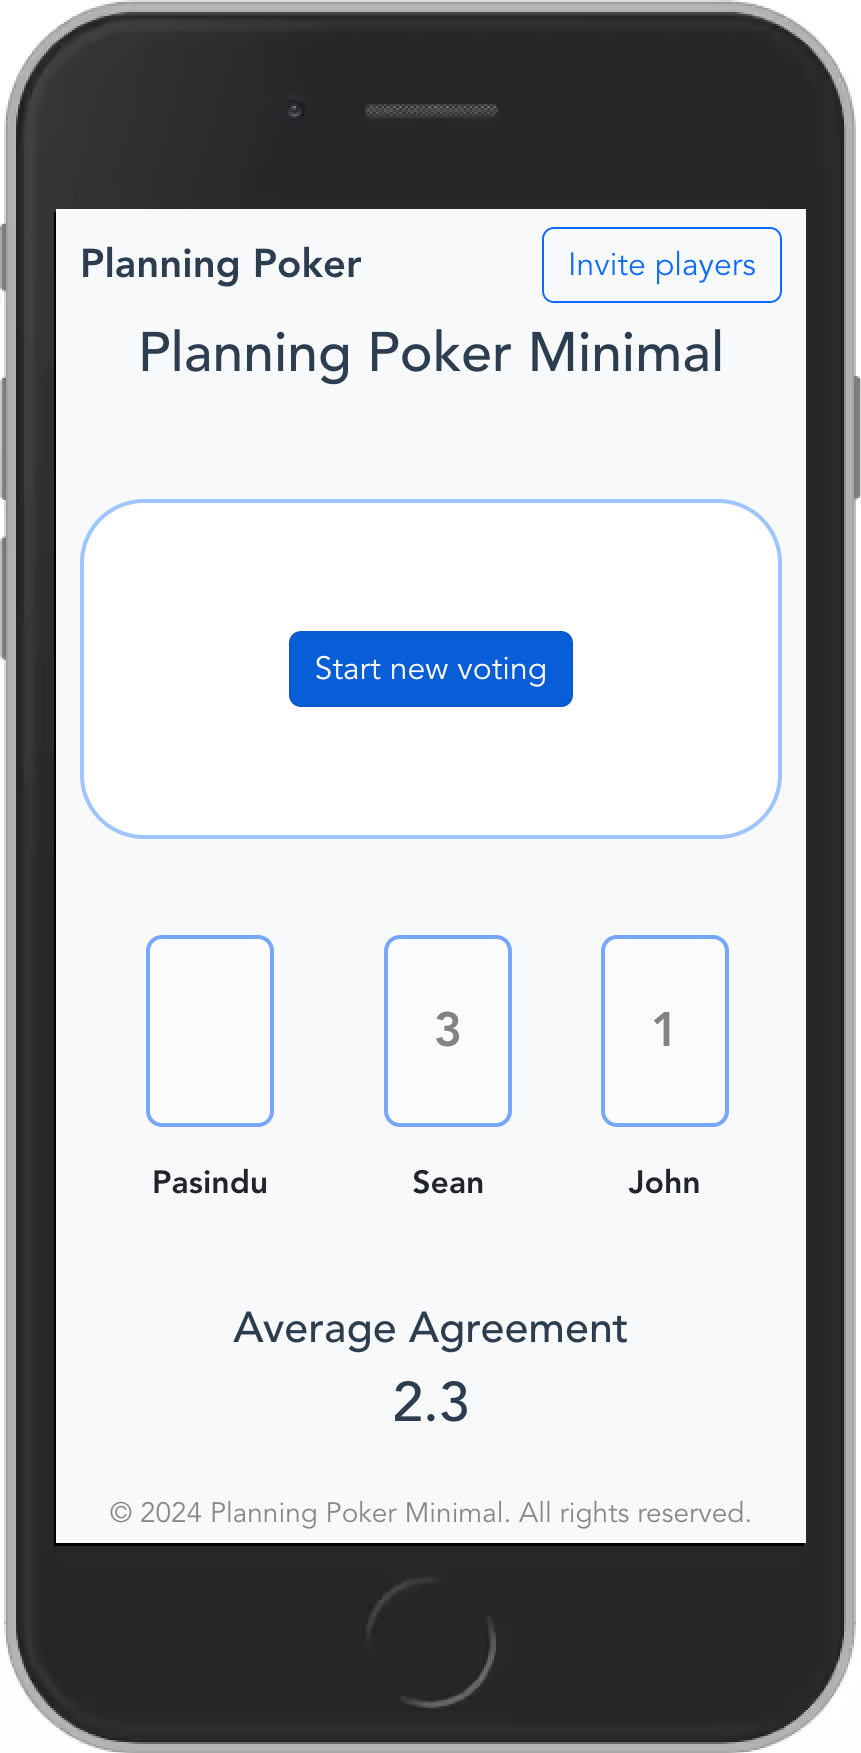 Planning Poker
Invite players
Planning Poker Minimal
Start new voting
3
1
Pasindu
Sean
John
Average Agreement
2.3
© 2024 Planning Poker Minimal. All rights reserved.